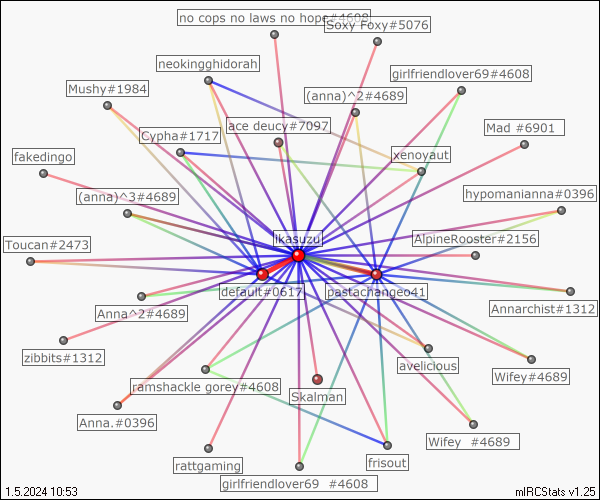 no cops no laws no hope#4608
Soxy Foxy#5076
neokingghidorah
girlfriendlover69#4608
Mushy#1984
(anna)^2#4689
ace deucy#7097
Mad #6901
Cypha#1717
xenoyaut
fakedingo
(anna)^3#4689
hypomanianna#0396
ikasuzu
AlpineRooster#2156
Toucan#2473
default#0617
pastachangeo41
Anna^2#4689
Annarchist#1312
zibbits#1312
avelicious
Wifey#4689
ramshackle gorey#4608
Skalman
Anna.#0396
Wifey #4689
rattgaming
frisout
girlfriendlover69 #4608
1.5.2024 10:53
mIRCStats v1.25